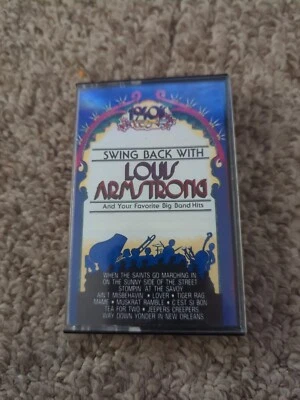 SWING BACK WITH
LOUIS
ARMSTRONG
And Your Favorite Big Band Hits
WHEN THE SAINTS GO MARCHING IN
ON THE SUNNY SIDE OF THE STREET
STOMPIN' AT THE SAVOY
AIN'T MISBEHAVIN' • LOVER • TIGER RAG
MAME • MUSKRAT RAMBLE • C'EST SI BON
TEA FOR TWO • JEEPERS CREEPERS
WAY DOWN YONDER IN NEW ORLEANS